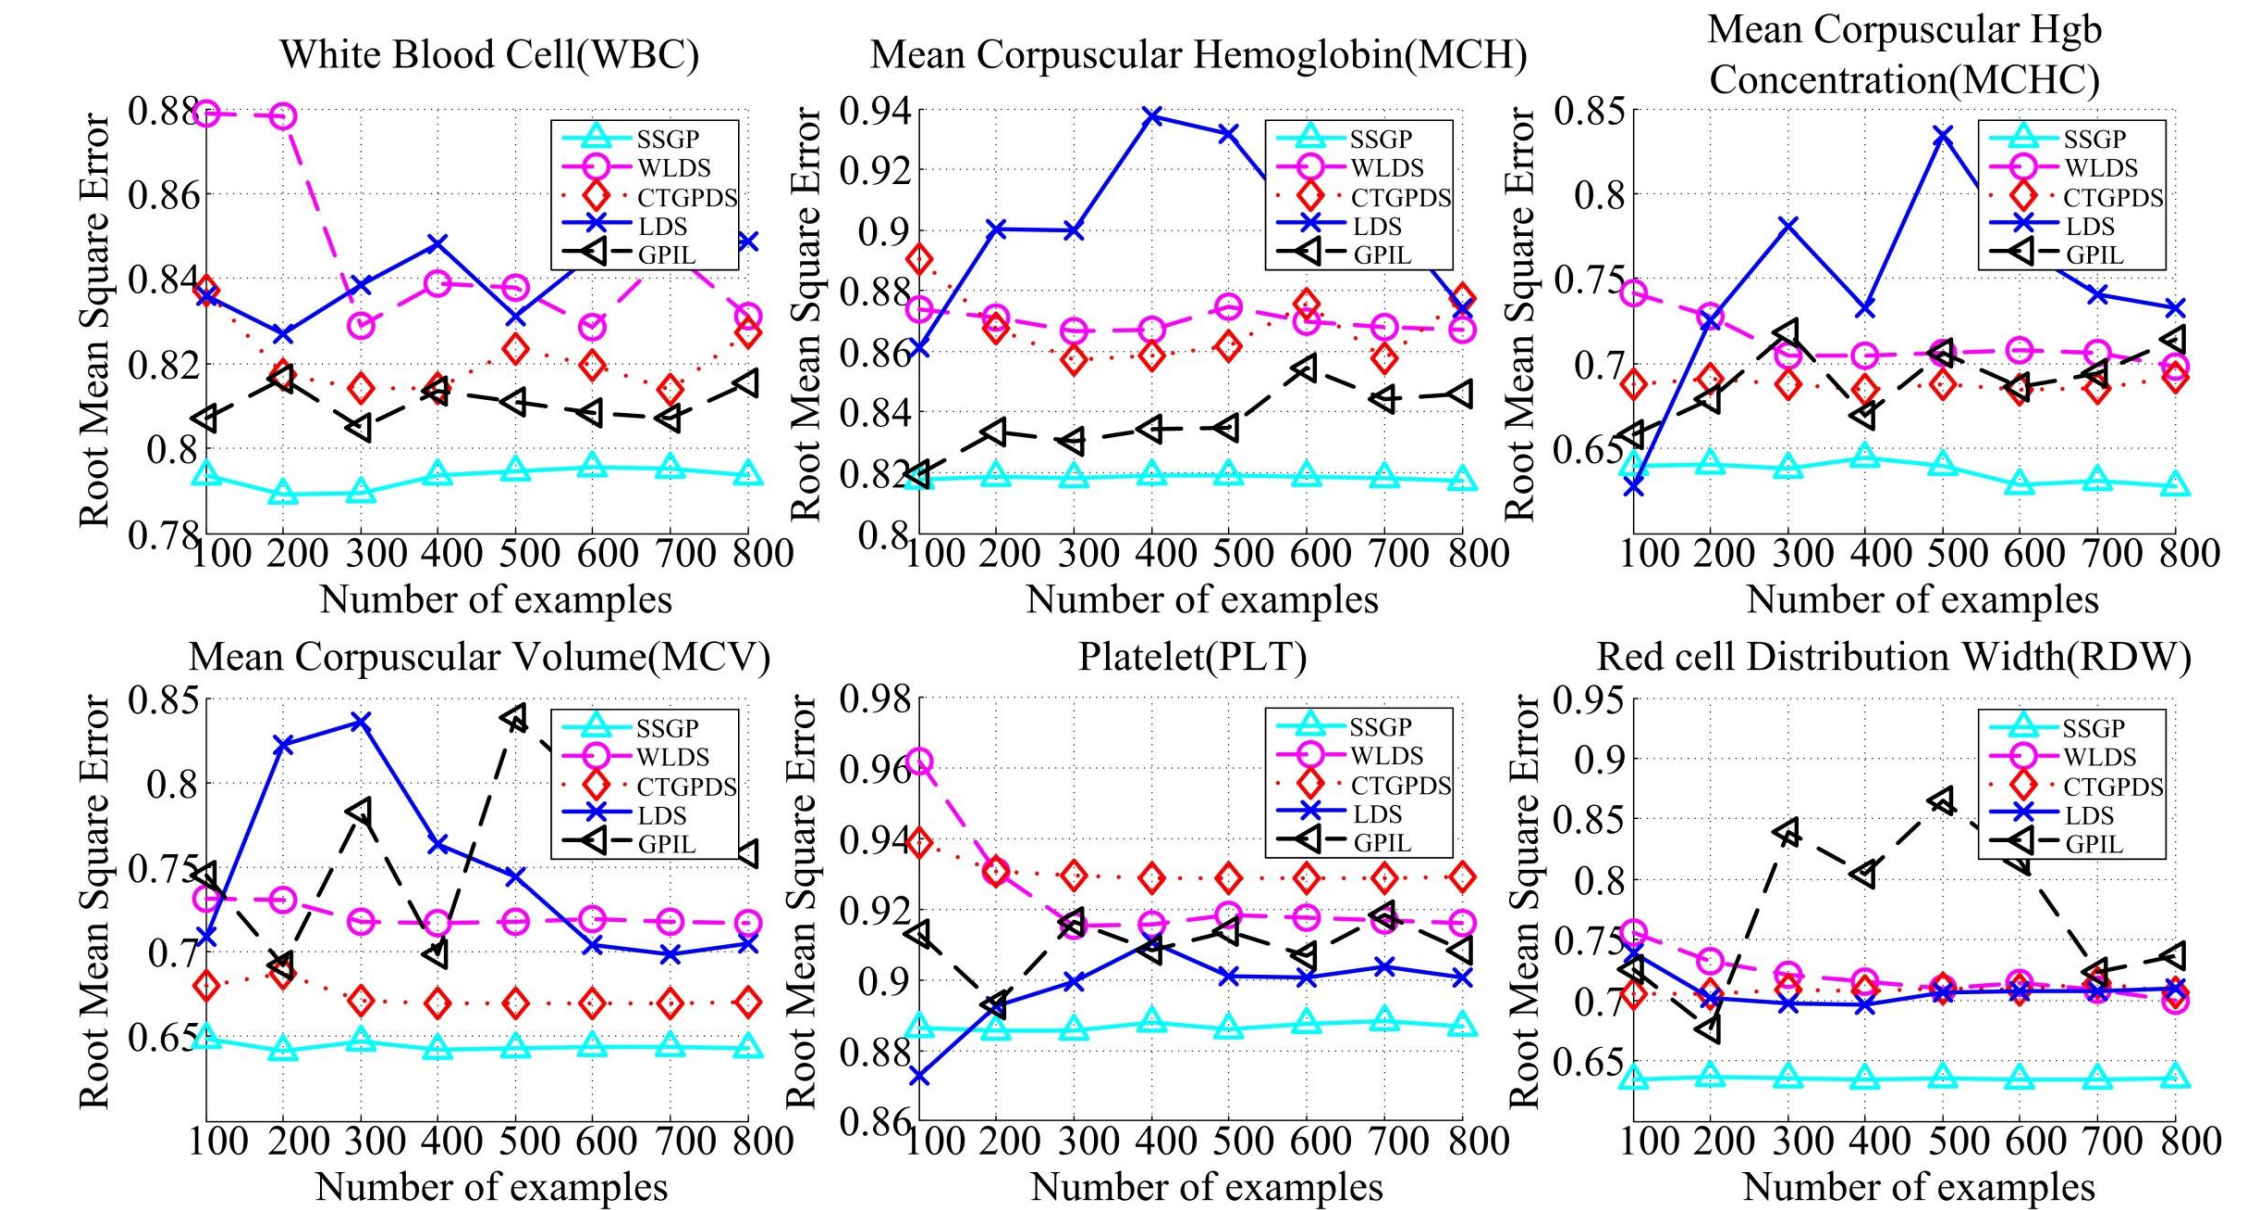 White Blood Cell(WBC)
Root Mean Square Error
0.88
0.86
0.84
0.82
0.8
0.78
SSGP
WLDS
CTGPDS
LDS
GPIL
100 200 300 400 500 600 700 800
Number of examples
Mean Corpuscular Hemoglobin(MCH)
Root Mean Square Error
0.94
0.92
0.9
0.88
0.86
0.84
0.82
0.8
SSGP
WLDS
CTGPDS
LDS
GPIL
100 200 300 400 500 600 700 800
Number of examples
Mean Corpuscular Hgb
Concentration(MCHC)
Root Mean Square Error
0.85
0.8
0.75
0.7
0.65
SSGP
WLDS
CTGPDS
LDS
GPIL
100 200 300 400 500 600 700 800
Number of examples
Mean Corpuscular Volume(MCV)
Root Mean Square Error
0.85
0.8
0.75
0.7
0.65
SSGP
WLDS
CTGPDS
LDS
GPIL
100 200 300 400 500 600 700 800
Number of examples
Platelet(PLT)
Root Mean Square Error
0.98
0.96
0.94
0.92
0.9
0.88
0.86
SSGP
WLDS
CTGPDS
LDS
GPIL
100 200 300 400 500 600 700 800
Number of examples
Red cell Distribution Width(RDW)
Root Mean Square Error
0.95
0.9
0.85
0.8
0.75
0.7
0.65
SSGP
WLDS
CTGPDS
LDS
GPIL
100 200 300 400 500 600 700 800
Number of examples